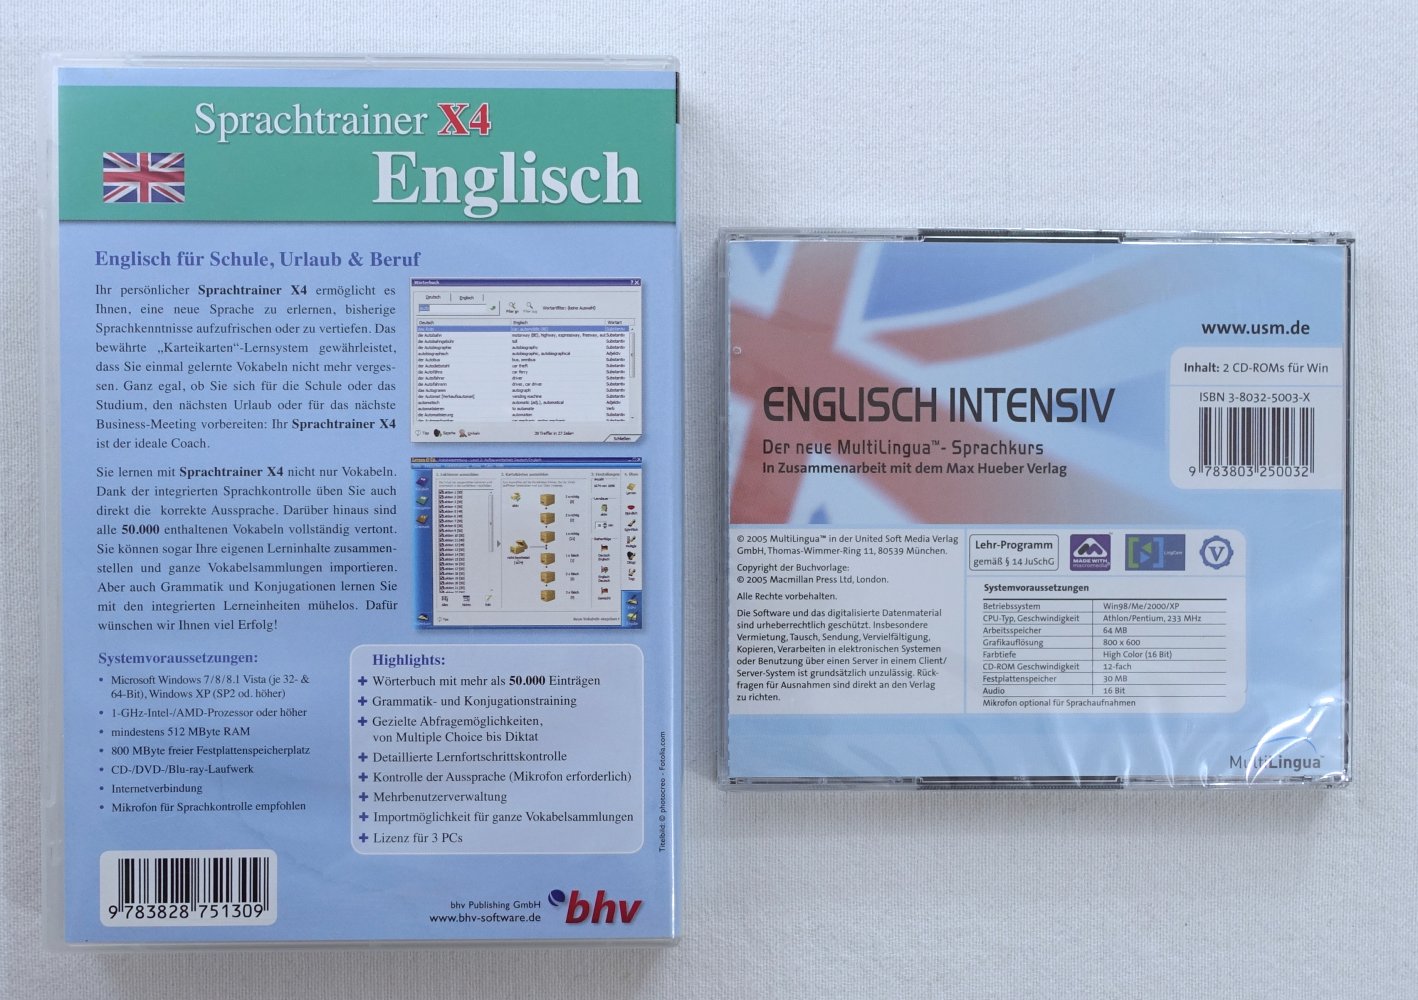 Sprachtrainer X4
Englisch
Englisch für Schule, Urlaub & Beruf
Ihr persönlicher Sprachtrainer X4 ermöglicht es
Ihnen, eine neue Sprache zu erlernen, bisherige
Sprachkenntnisse aufzufrischen oder zu vertiefen. Das
bewährte „Karteikarten“-Lernsystem gewährleistet,
dass Sie einmal gelernte Vokabeln nicht mehr verges-
sen. Ganz egal, ob Sie sich für die Schule oder das
Studium, den nächsten Urlaub oder für das nächste
Business-Meeting vorbereiten: Ihr Sprachtrainer X4
ist der ideale Coach.
Sie lernen mit Sprachtrainer X4 nicht nur Vokabeln.
Dank der integrierten Sprachkontrolle üben Sie auch
direkt die korrekte Aussprache. Darüber hinaus sind
alle 50.000 enthaltenen Vokabeln vollständig vertont.
Sie können sogar Ihre eigenen Lerninhalte zusammen-
stellen und ganze Vokabelsammlungen importieren.
Aber auch Grammatik und Konjugationen lernen Sie
mit den integrierten Lerneinheiten mühelos. Dafür
wünschen wir Ihnen viel Erfolg!
Wörterbuch
Deutsch Englisch
Deutsch Englisch Wortart
Systemvoraussetzungen:
• Microsoft Windows 7/8/8.1 Vista (je 32- &
64-Bit), Windows XP (SP2 od. höher)
• 1-GHz-Intel-/AMD-Prozessor oder höher
• mindestens 512 MByte RAM
• 800 MByte freier Festplattenspeicherplatz
• CD-/DVD-/Blu-ray-Laufwerk
• Internetverbindung
• Mikrofon für Sprachkontrolle empfohlen
Highlights:
+ Wörterbuch mit mehr als 50.000 Einträgen
+ Grammatik- und Konjugationstraining
+ Gezielte Abfragemöglichkeiten,
von Multiple Choice bis Diktat
+ Detaillierte Lernfortschrittskontrolle
+ Kontrolle der Aussprache (Mikrofon erforderlich)
+ Mehrbenutzerverwaltung
+ Importmöglichkeit für ganze Vokabelsammlungen
+ Lizenz für 3 PCs
Titelbild: © photocreo - Fotolia.com
9 783828 751309
bhv Publishing GmbH
www.bhv-software.de
bhv
www.usm.de
Inhalt: 2 CD-ROMs für Win
ISBN 3-8032-5003-X
9 783803 250032
ENGLISCH INTENSIV
Der neue MultiLingua™- Sprachkurs
In Zusammenarbeit mit dem Max Hueber Verlag
© 2005 MultiLingua™ in der United Soft Media Verlag
GmbH, Thomas-Wimmer-Ring 11, 80539 München.
Copyright der Buchvorlage:
© 2005 Macmillan Press Ltd, London.
Alle Rechte vorbehalten.
Die Software und das digitalisierte Datenmaterial
sind urheberrechtlich geschützt. Insbesondere
Vermietung, Tausch, Sendung, Vervielfältigung,
Kopieren, Verarbeiten in elektronischen Systemen
oder Benutzung über einen Server in einem Client/
Server-System ist grundsätzlich unzulässig. Rück-
fragen für Ausnahmen sind direkt an den Verlag
zu richten.
Lehr-Programm
gemäß § 14 JuSchG
MADE WITH
macromedia
LingCom
V
Systemvoraussetzungen
Betriebssystem Win98/Me/2000/XP
CPU-Typ, Geschwindigkeit Athlon/Pentium, 233 MHz
Arbeitsspeicher 64 MB
Grafikauflösung 800 x 600
Farbtiefe High Color (16 Bit)
CD-ROM Geschwindigkeit 12-fach
Festplattenspeicher 30 MB
Audio 16 Bit
Mikrofon optional für Sprachaufnahmen
MultiLingua™